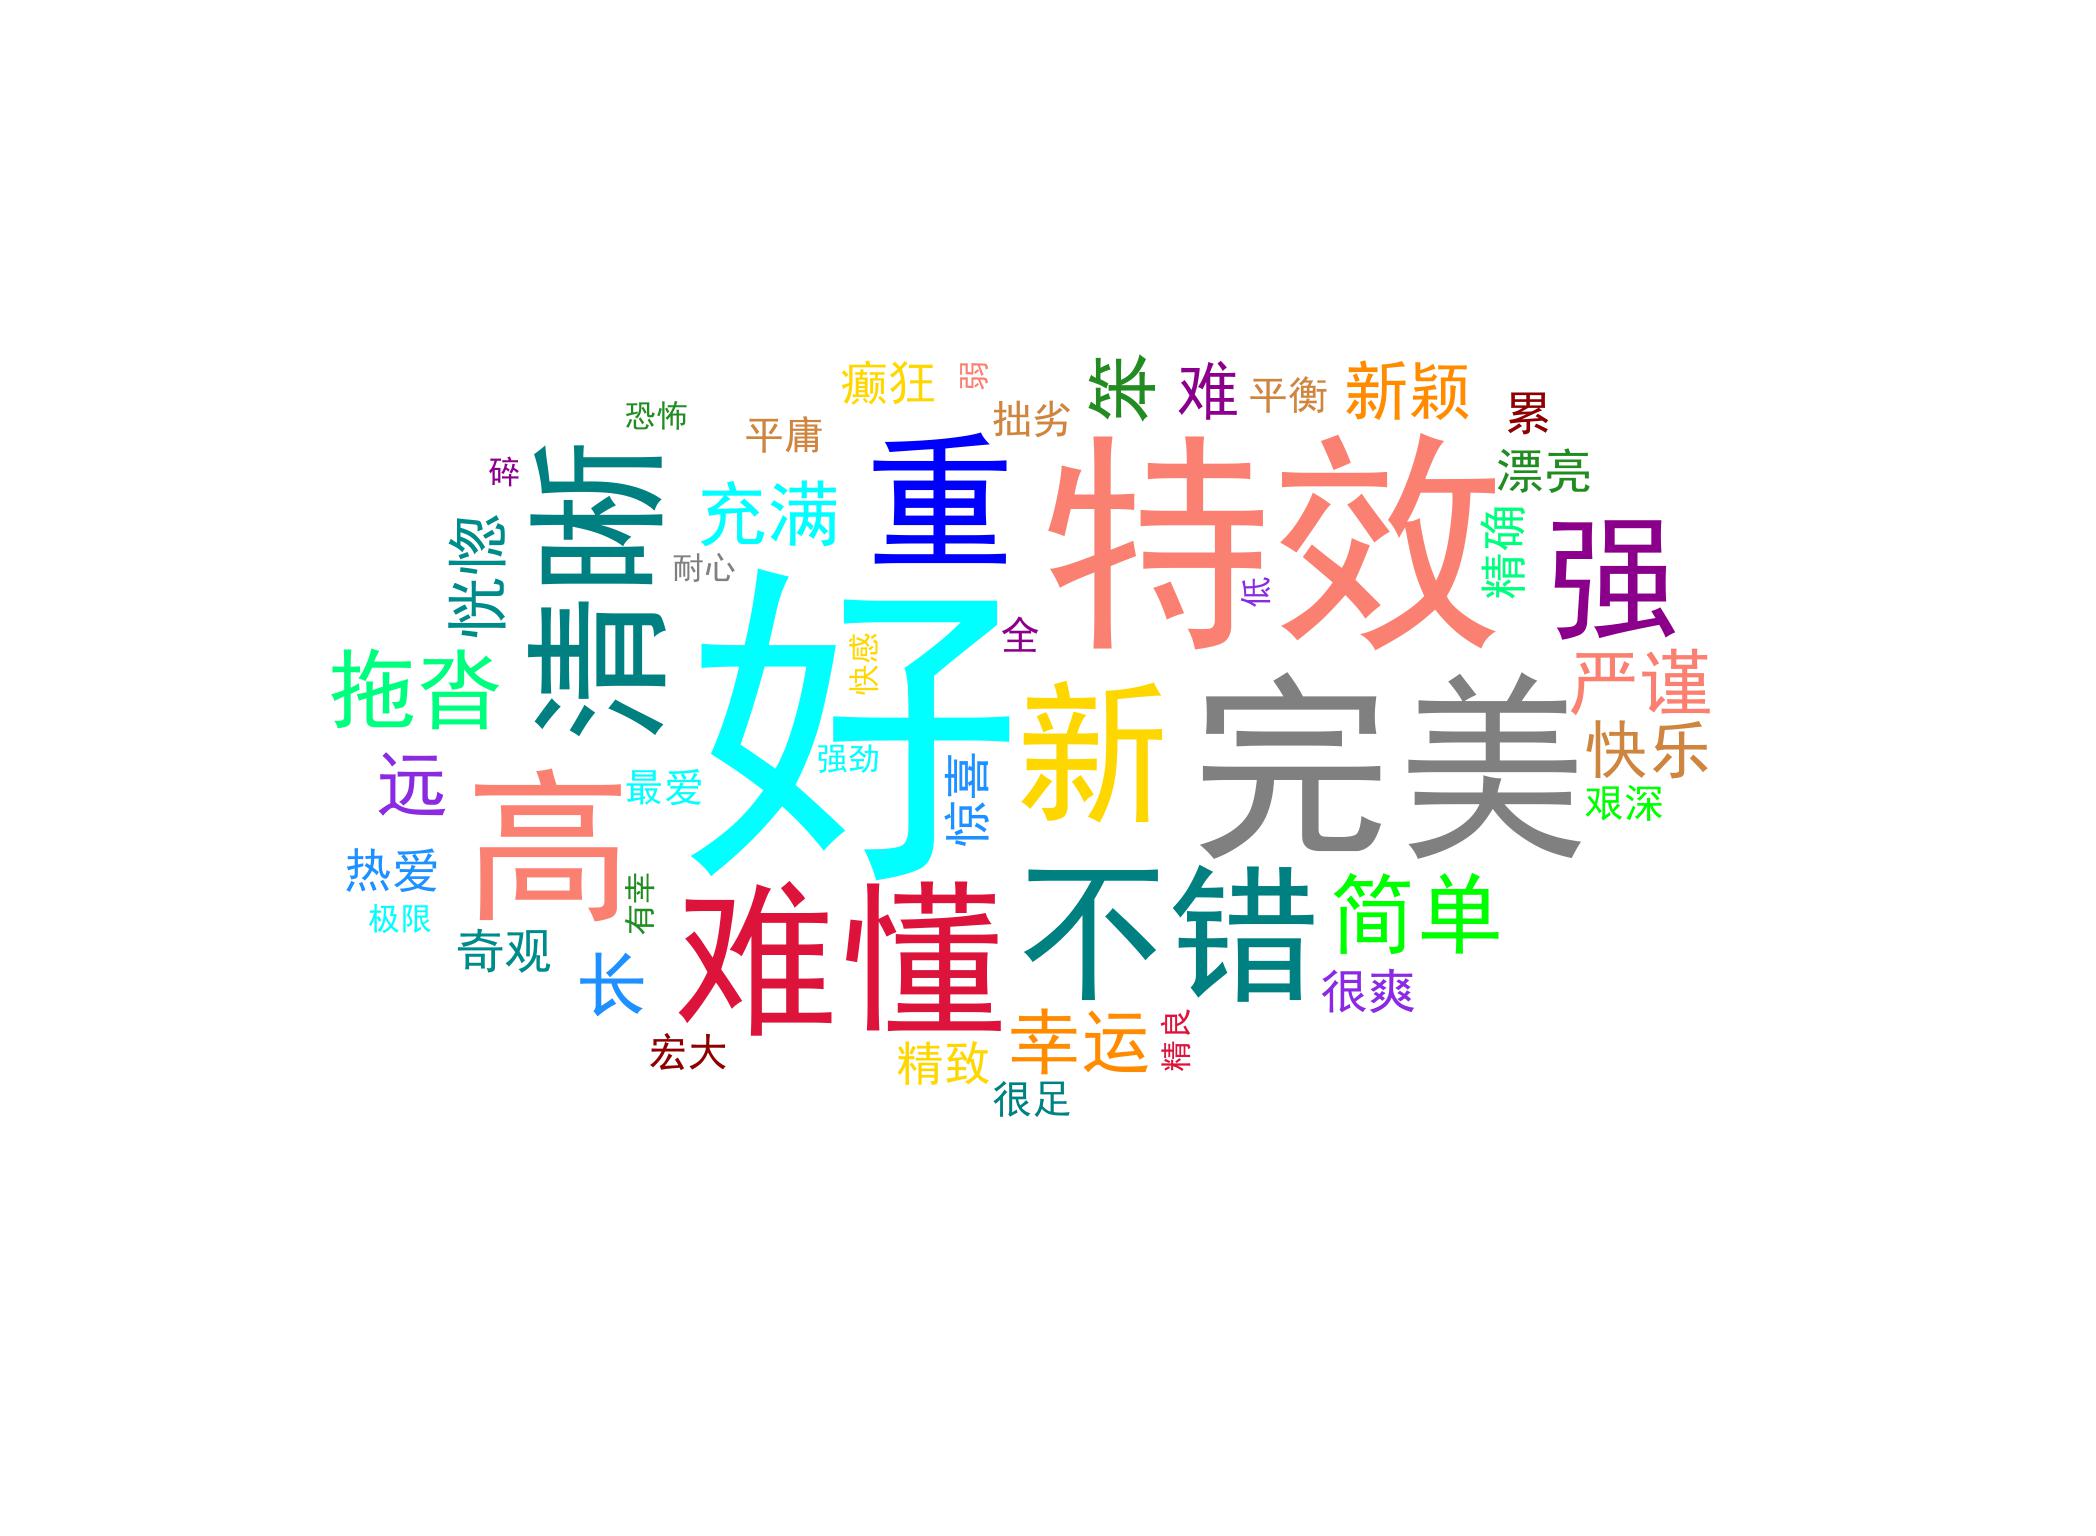 癫狂
弱
笨
难
平衡
新颖
累
恐怖
平庸
拙劣
碎
清晰
充满
重
特效
漂亮
精确
强
恍惚
耐心
低
全
快感
好
拖沓
严谨
远
高
最爱
强劲
惊喜
新
完美
快乐
艰深
热爱
极限
有幸
难懂
不错
简单
奇观
长
很爽
宏大
精致
幸运
精良
很足